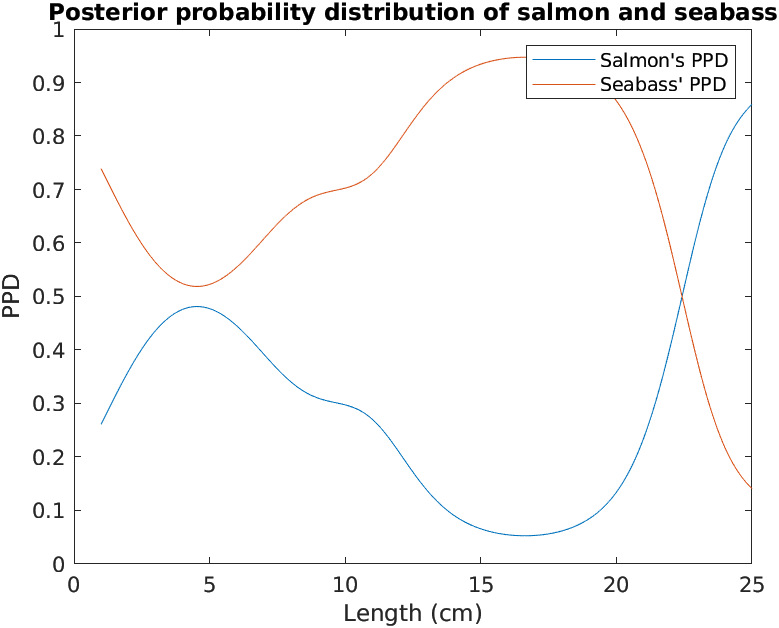 Posterior probability distribution of salmon and seabass
Salmon's PPD
Seabass' PPD
1
0.9
0.8
0.7
0.6
0.5
0.4
0.3
0.2
0.1
0
PPD
0 5 10 15 20 25
Length (cm)